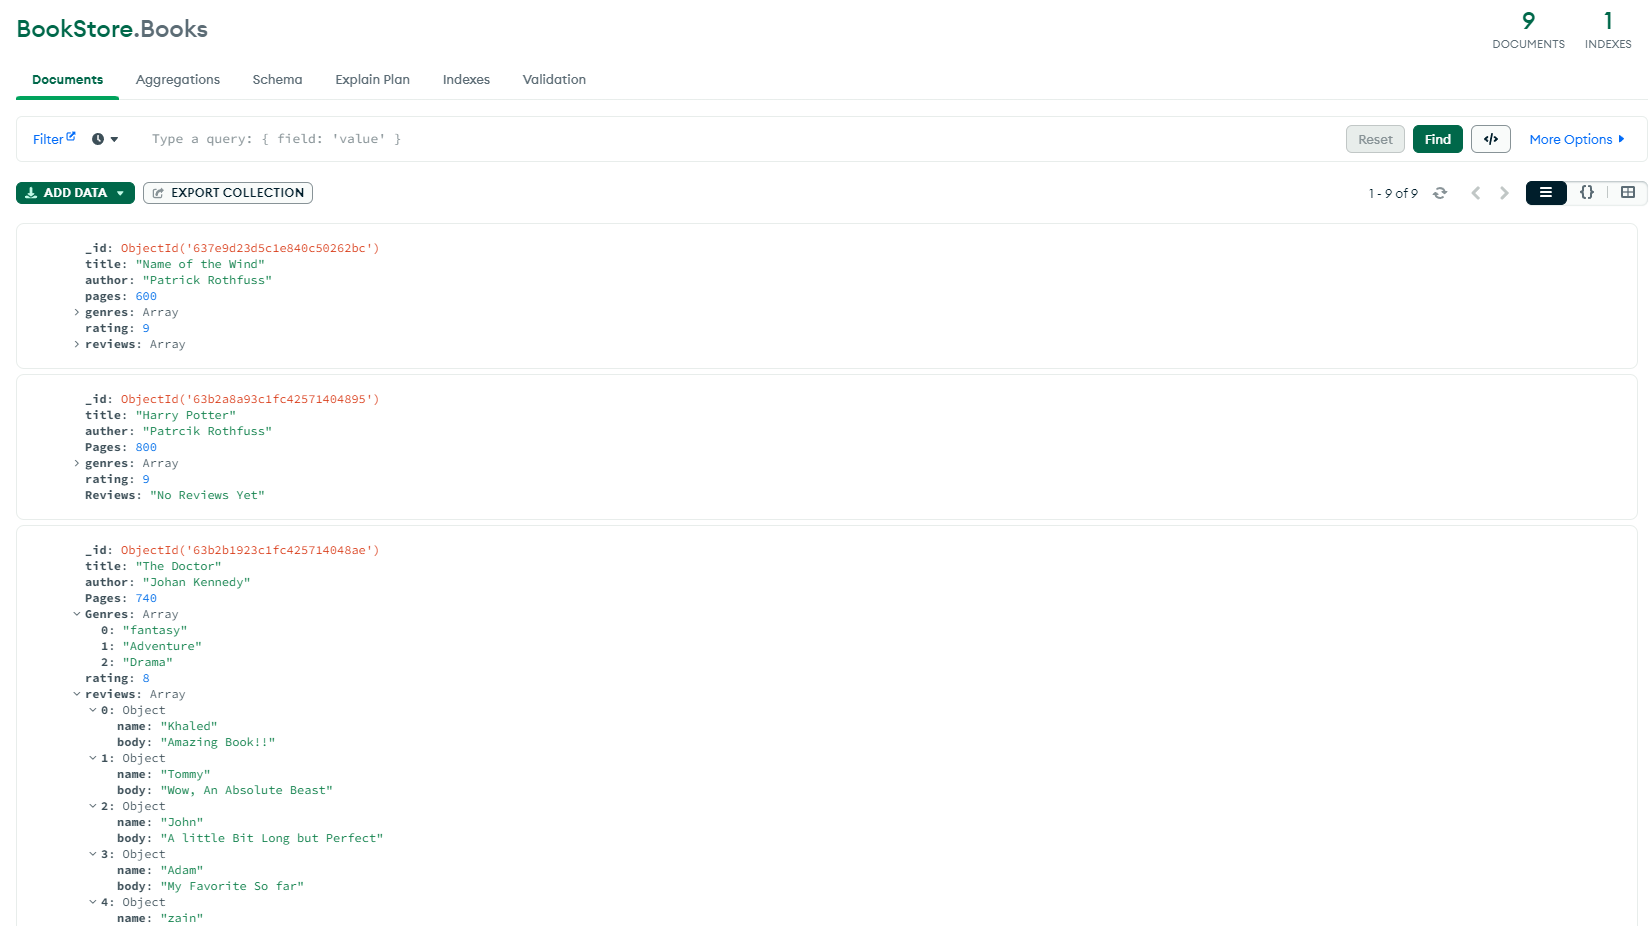 BookStore.Books
9
DOCUMENTS
1
INDEXES
Documents Aggregations Schema Explain Plan Indexes Validation
Filter Type a query: { field: 'value' } Reset Find </> More Options
ADD DATA EXPORT COLLECTION 1 - 9 of 9 {}
_id: ObjectId('637e9d23d5c1e840c50262bc')
title: "Name of the Wind"
author: "Patrick Rothfuss"
pages: 600
genres: Array
rating: 9
reviews: Array
_id: ObjectId('63b2a8a93c1fc42571404895')
title: "Harry Potter"
auther: "Patrcik Rothfuss"
Pages: 800
genres: Array
rating: 9
Reviews: "No Reviews Yet"
_id: ObjectId('63b2b1923c1fc425714048ae')
title: "The Doctor"
author: "Johan Kennedy"
Pages: 740
Genres: Array
0: "fantasy"
1: "Adventure"
2: "Drama"
rating: 8
reviews: Array
0: Object
name: "Khaled"
body: "Amazing Book!!"
1: Object
name: "Tommy"
body: "Wow, An Absolute Beast"
2: Object
name: "John"
body: "A little Bit Long but Perfect"
3: Object
name: "Adam"
body: "My Favorite So far"
4: Object
name: "zain"